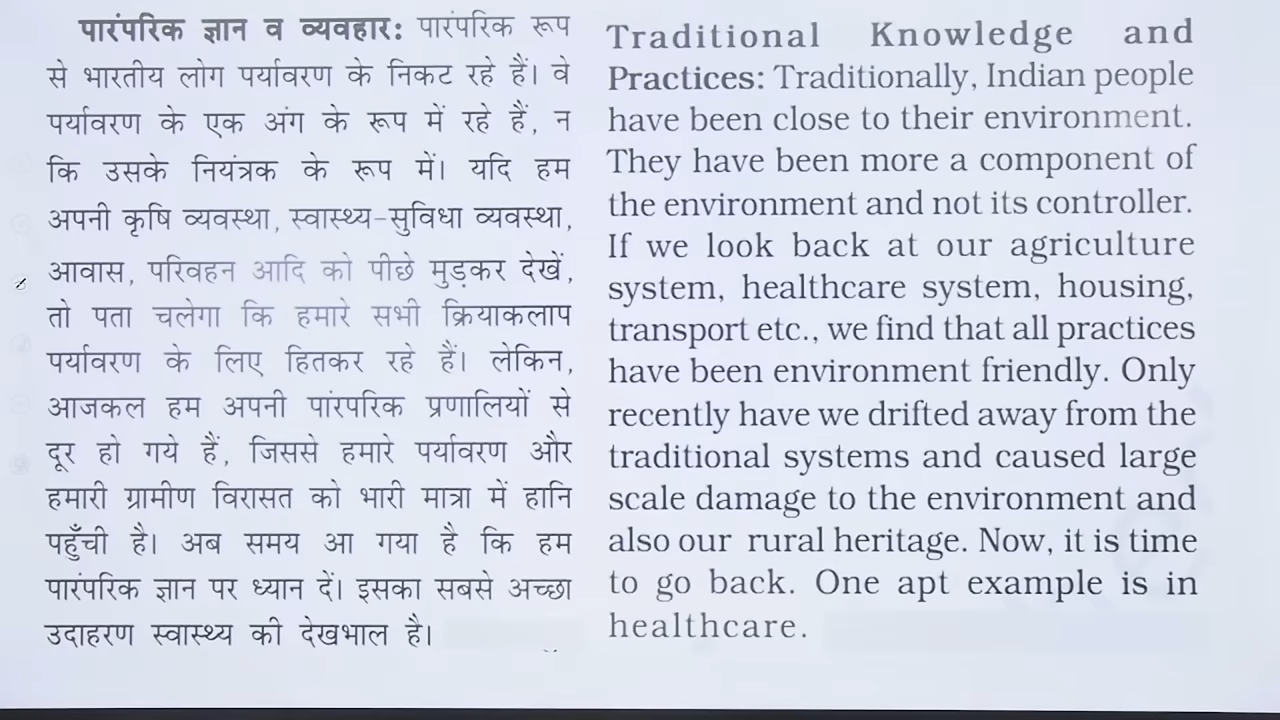 पारंपरिक ज्ञान व व्यवहार: पारंपरिक रूप
से भारतीय लोग पर्यावरण के निकट रहे हैं। वे
पर्यावरण के एक अंग के रूप में रहे हैं, न
कि उसके नियंत्रक के रूप में। यदि हम
अपनी कृषि व्यवस्था, स्वास्थ्य-सुविधा व्यवस्था,
आवास, परिवहन आदि को पीछे मुड़कर देखें,
तो पता चलेगा कि हमारे सभी क्रियाकलाप
पर्यावरण के लिए हितकर रहे हैं। लेकिन,
आजकल हम अपनी पांरपरिक प्रणालियों से
दूर हो गये हैं, जिससे हमारे पर्यावरण और
हमारी ग्रामीण विरासत को भारी मात्रा में हानि
पहुँची है। अब समय आ गया है कि हम
पारंपरिक ज्ञान पर ध्यान दें। इसका सबसे अच्छा
उदाहरण स्वास्थ्य की देखभाल है।
Traditional Knowledge and
Practices: Traditionally, Indian people
have been close to their environment.
They have been more a component of
the environment and not its controller.
If we look back at our agriculture
system, healthcare system, housing,
transport etc., we find that all practices
have been environment friendly. Only
recently have we drifted away from the
traditional systems and caused large
scale damage to the environment and
also our rural heritage. Now, it is time
to go back. One apt example is in
healthcare.